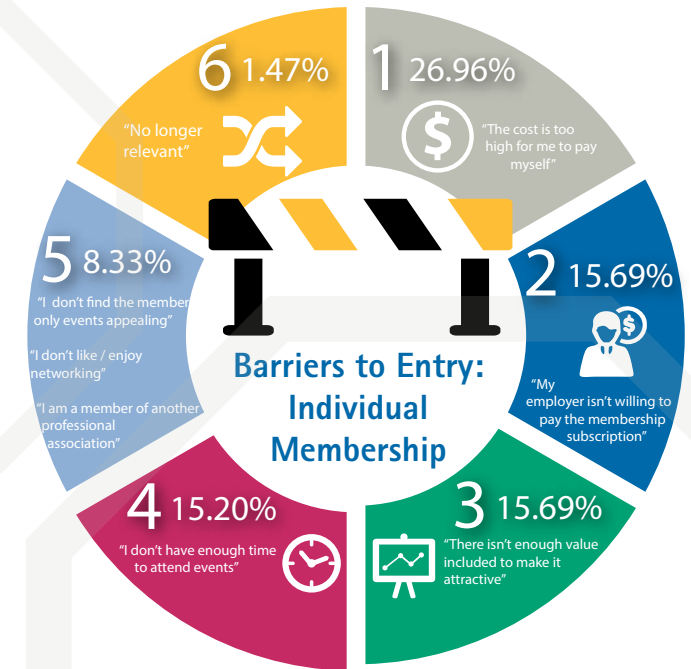 6 1.47%
"No longer
relevant"
1 26.96%
$
"The cost is too
high for me to pay
myself"
2 15.69%
$
"My
employer isn't willing to
pay the membership
subscription"
3 15.69%
"There isn't enough value
included to make it
attractive"
4 15.20%
"I don't have enough time
to attend events"
5 8.33%
"I don't find the member
only events appealing"
"I don't like / enjoy
networking"
"I am a member of another
professional
association"
Barriers to Entry:
Individual
Membership